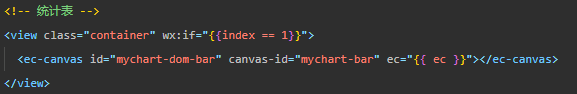 <!-- 统计表 -->
<view class="container" wx:if="{{index == 1}}">
<ec-canvas id="mychart-dom-bar" canvas-id="mychart-bar" ec="{{ ec }}"></ec-canvas>
</view>